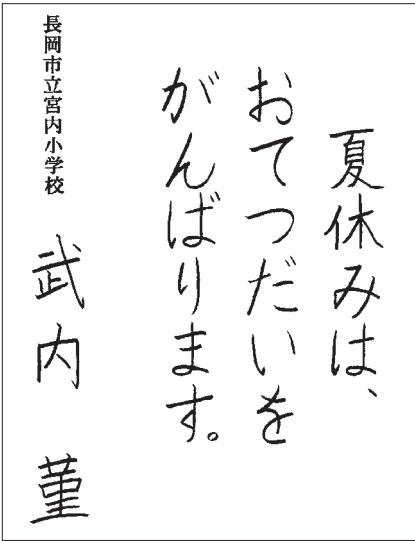 夏休みは、
おてつだいを
がんばります。
長岡市立宮内小学校
武内 菫